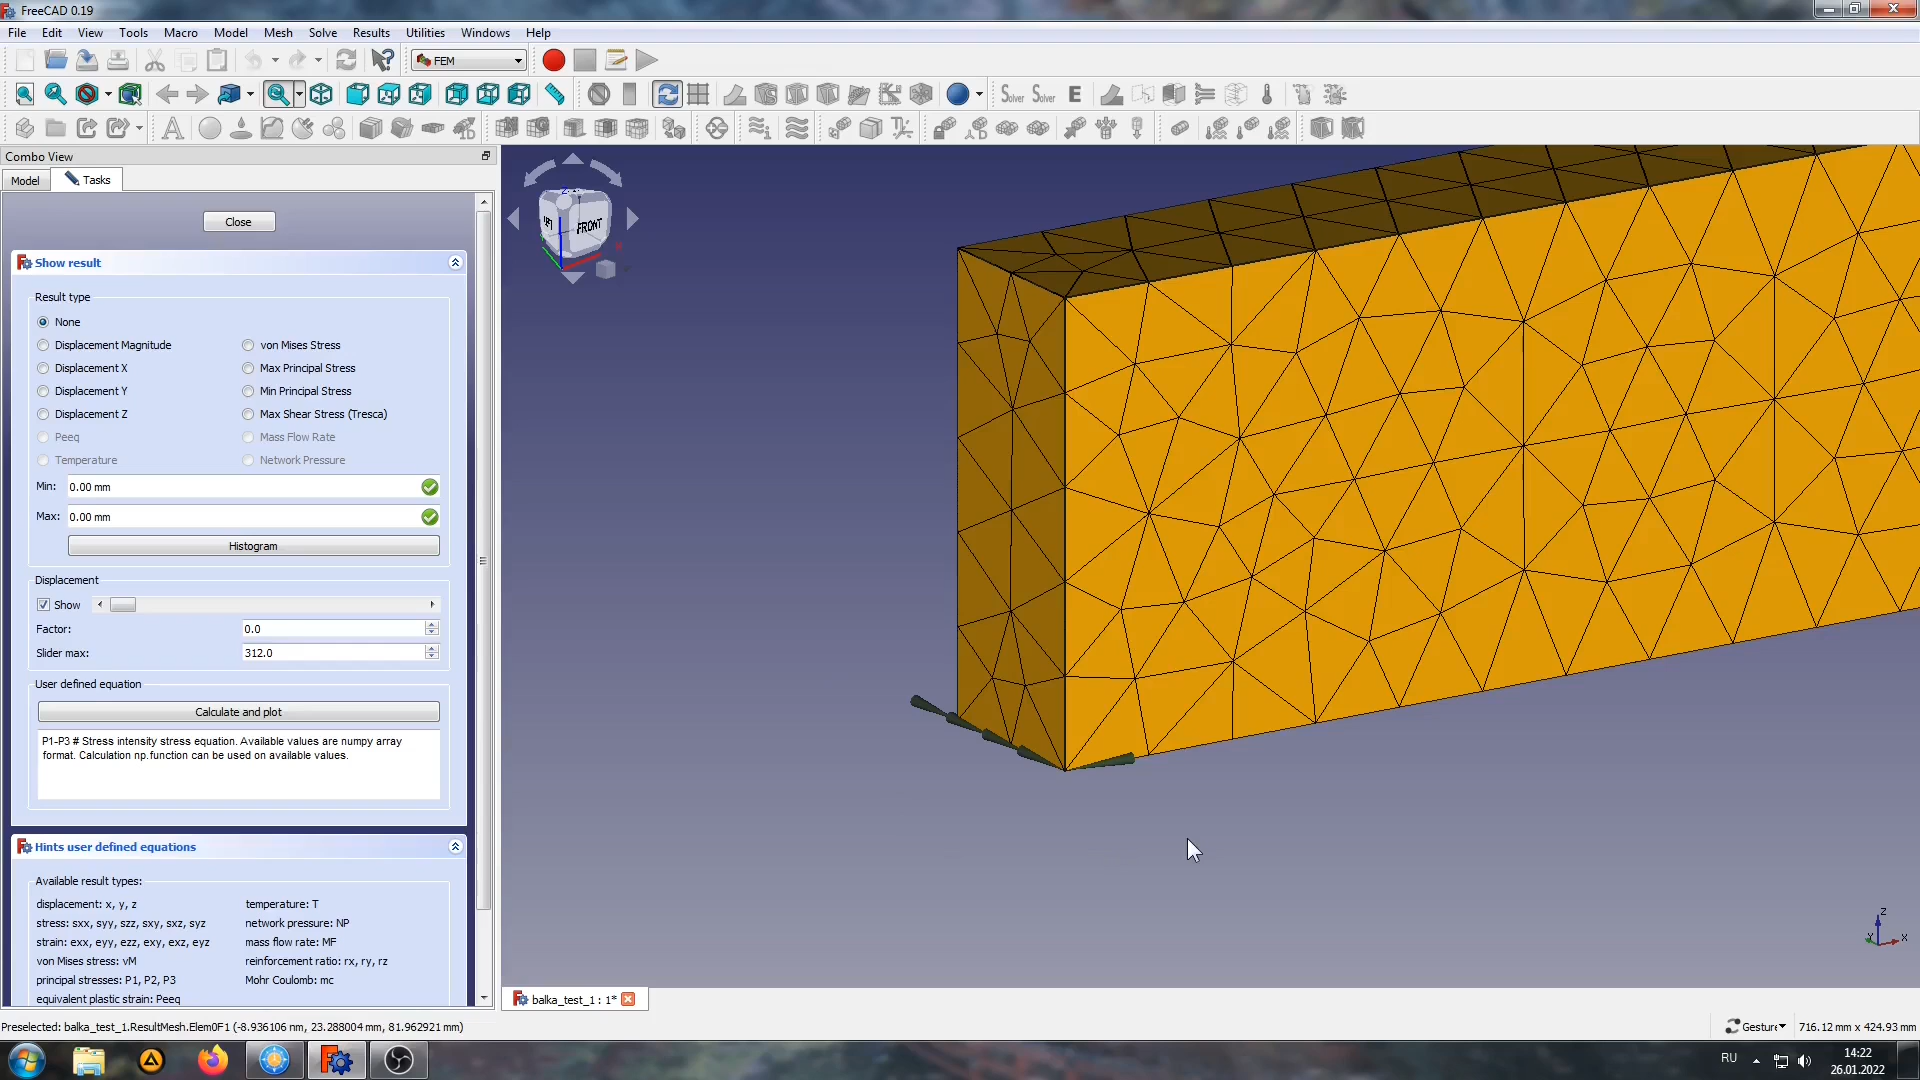 FreeCAD 0.19
File Edit View Tools Macro Model Mesh Solve Results Utilities Windows Help
FEM
Solver Solver E
A 1D
Combo View
Model Tasks
Close
Show result
Result type
None
Displacement Magnitude von Mises Stress
Displacement X Max Principal Stress
Displacement Y Min Principal Stress
Displacement Z Max Shear Stress (Tresca)
Peeq Mass Flow Rate
Temperature Network Pressure
Min: 0.00 mm
Max: 0.00 mm
Histogram
Displacement
Show
Factor: 0.0
Slider max: 312.0
User defined equation
Calculate and plot
P1-P3 # Stress intensity stress equation. Available values are numpy array
format. Calculation np.function can be used on available values.
Hints user defined equations
Available result types:
displacement: x, y, z temperature: T
stress: sxx, syy, szz, sxy, sxz, syz network pressure: NP
strain: exx, eyy, ezz, exy, exz, eyz mass flow rate: MF
von Mises stress: vM reinforcement ratio: rx, ry, rz
principal stresses: P1, P2, P3 Mohr Coulomb: mc
equivalent plastic strain: Peeq
FRONT
Z
Y X
balka_test_1 : 1*
Preselected: balka_test_1.ResultMesh.Elem0F1 (-8.936106 nm, 23.288004 mm, 81.962921 mm)
Gesture 716.12 mm x 424.93 mm
RU
14:22
26.01.2022